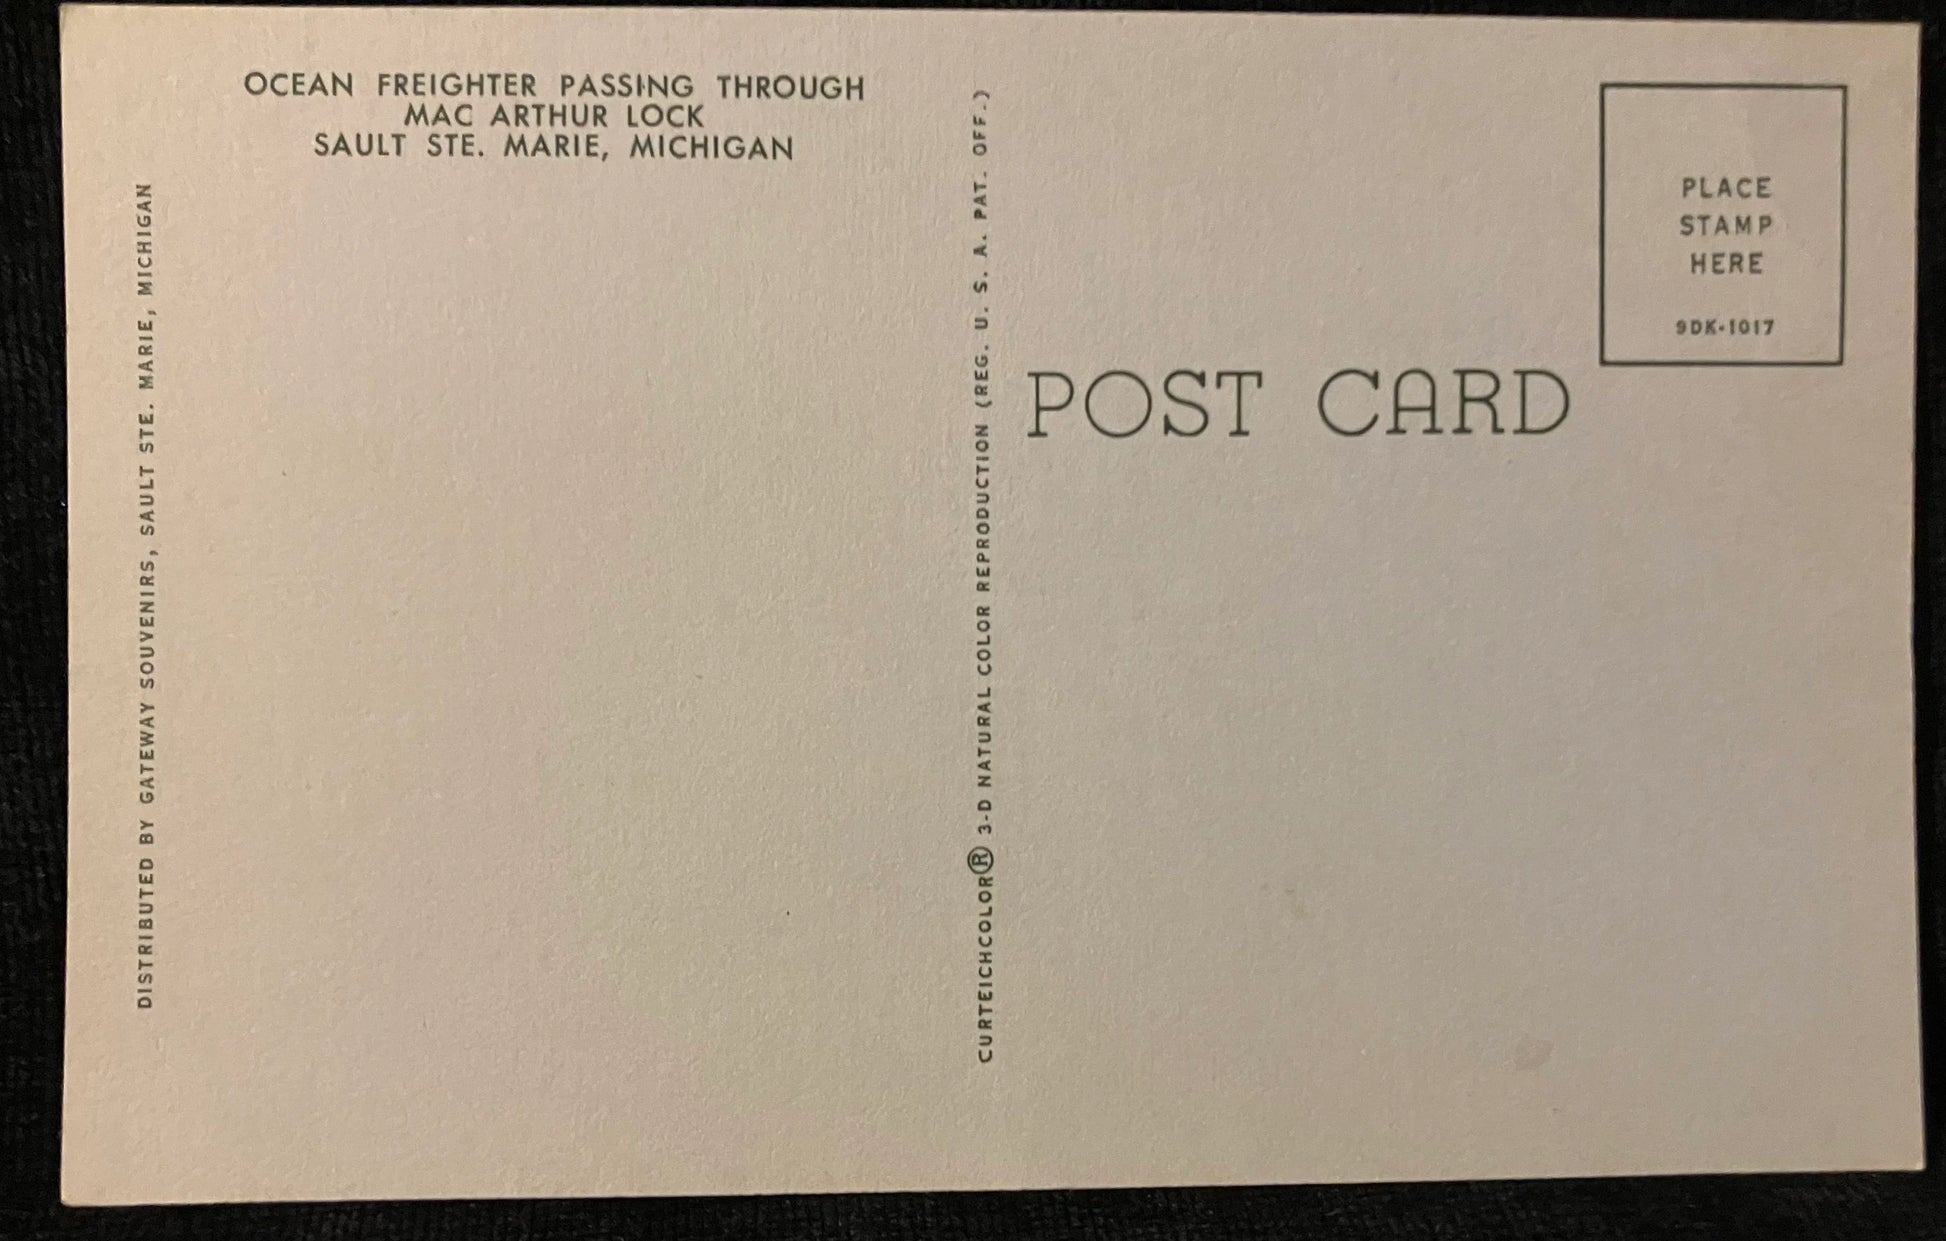 OCEAN FREIGHTER PASSING THROUGH
MAC ARTHUR LOCK
SAULT STE. MARIE, MICHIGAN
DISTRIBUTED BY GATEWAY SOUVENIRS, SAULT STE. MARIE, MICHIGAN
CURTEICHCOLOR® 3-D NATURAL COLOR REPRODUCTION (REG. U. S. A. PAT. OFF.)
PLACE
STAMP
HERE
9DK-1017
POST CARD